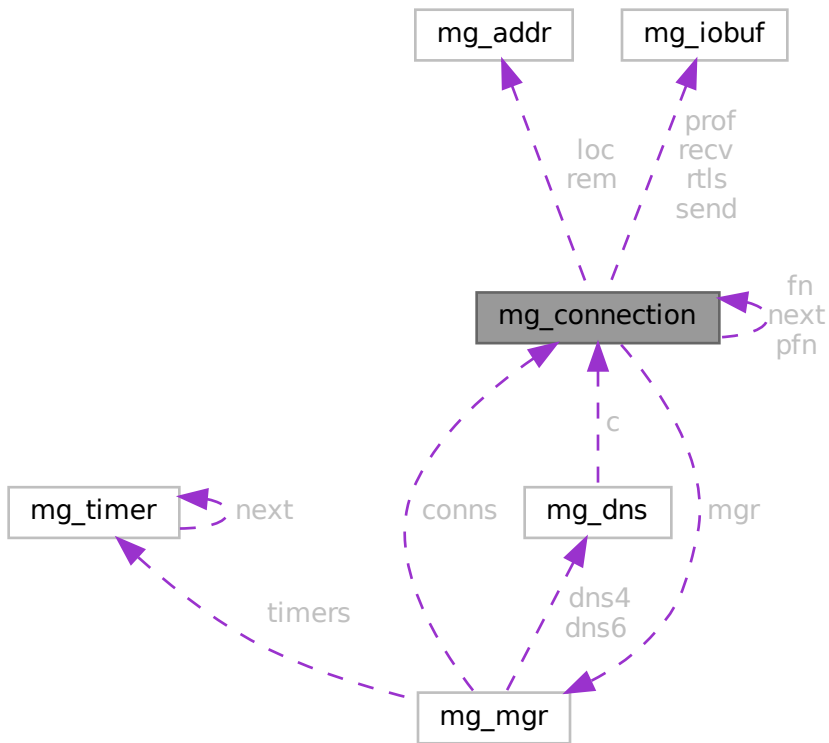 mg_addr
mg_iobuf
loc
rem
prof
recv
rtls
send
mg_connection
fn
next
pfn
c
mg_timer
next
conns
mg_dns
mgr
timers
dns4
dns6
mg_mgr